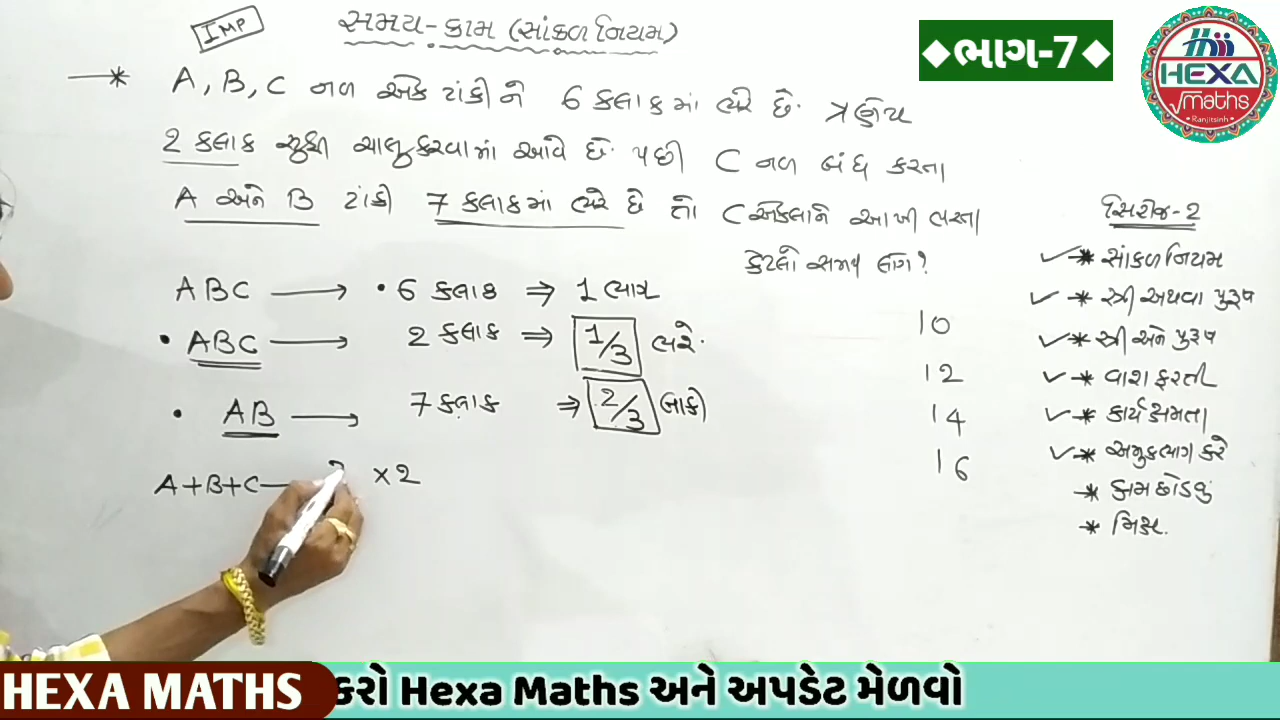 IMP
સમય-કામ (સાંકળ નિયમ)
◆ભાગ-7◆
HEXA
√maths
Ranjitsinh
* A, B, C નળ એક ટાંકીને 6 કલાકમાં ભરે છે. ત્રણેય
2 કલાક સુધી ચાલુ કરવામાં આવે છે. પછી C નળ બંધ કરતા
A અને B ટાંકી 7 કલાકમાં ભરે છે તો C એકલાને આખી ભરતા
કેટલો સમય લાગે?
ABC → • 6 કલાક ⇒ 1 ભાગ
• ABC → 2 કલાક ⇒ 1/3 ભરે.
• AB → 7 કલાક ⇒ 2/3 બાકી
A+B+C — ×2
10
12
14
16
સિરીજ-2
✓* સાંકળ નિયમ
✓* સ્ત્રી અથવા પુરૂષ
✓* સ્ત્રી અને પુરૂષ
✓* વારા ફરતી
✓* કાર્ય ક્ષમતા
✓* અમુક ભાગ કરે
* કામ છોડવું
* મિક્સ.
HEXA MATHS
કરો Hexa Maths અને અપડેટ મેળવો